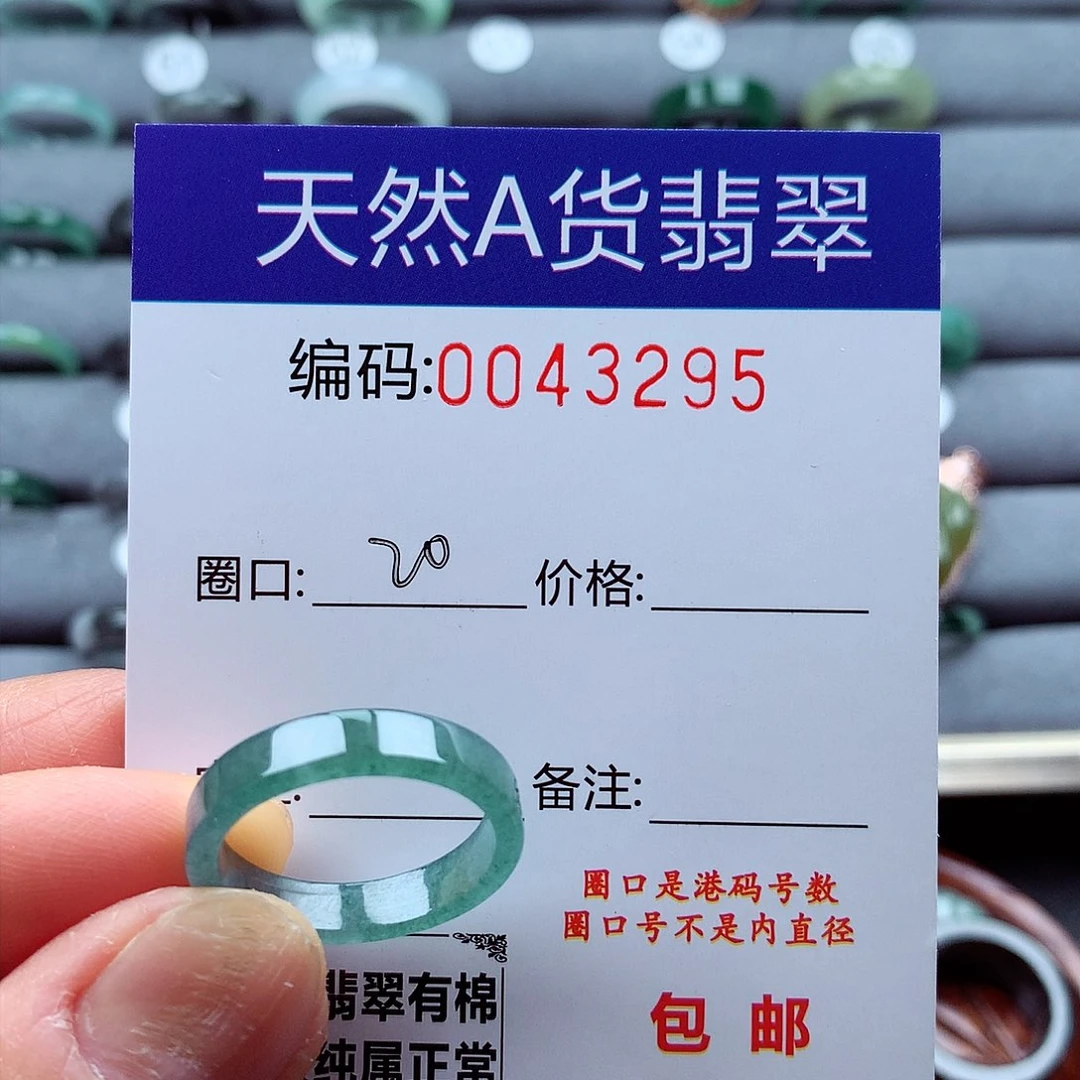 天然A货翡翠
编码:0043295
圈口: 20 价格:
备注:
圈口是港码号数
圈口号不是内直径
翡翠有棉
纯属正常
包邮